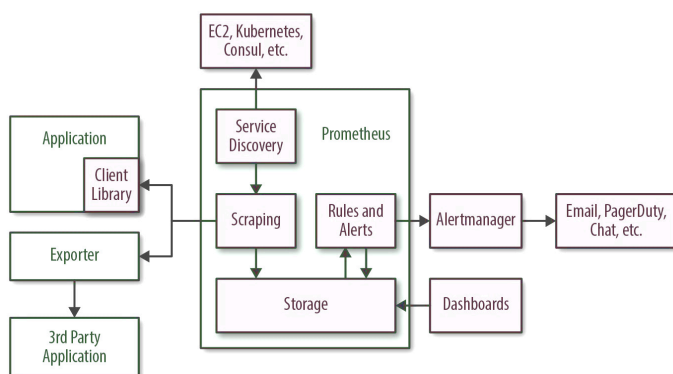 EC2, Kubernetes,
Consul, etc.
Application
Client
Library
Service
Discovery
Prometheus
Scraping
Rules and
Alerts
Alertmanager
Email, PagerDuty,
Chat, etc.
Exporter
Storage
Dashboards
3rd Party
Application